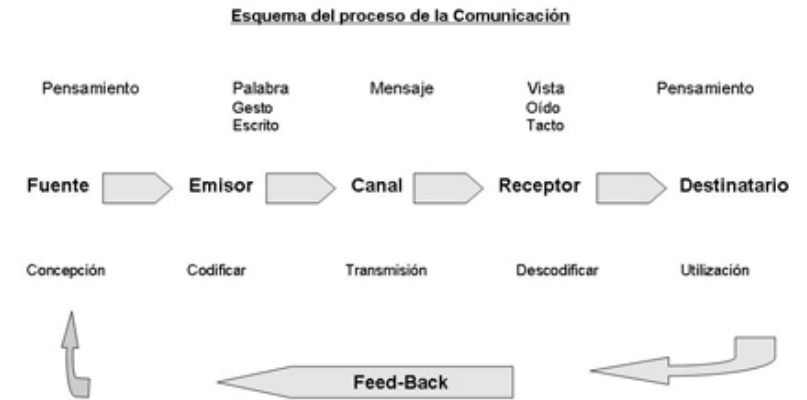 Esquema del proceso de la Comunicación
Pensamiento Palabra Mensaje Vista Pensamiento
Gesto Oído
Escrito Tacto
Fuente Emisor Canal Receptor Destinatario
Concepción Codificar Transmisión Descodificar Utilización
Feed-Back